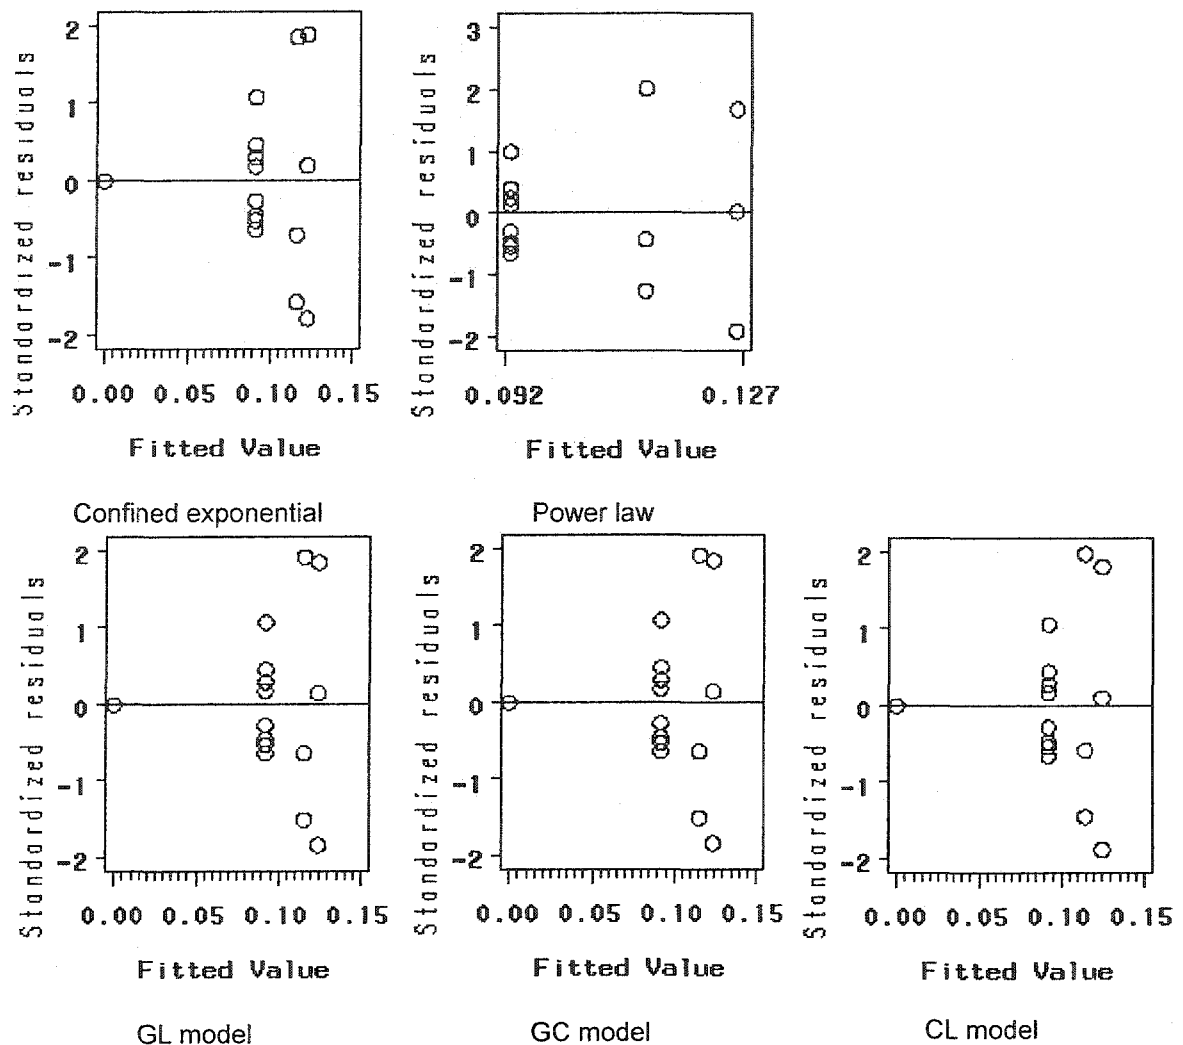 Standardized residuals
2
1
0
-1
-2
0.00 0.05 0.10 0.15
Fitted Value
Confined exponential
Standardized residuals
3
2
1
0
-1
-2
0.092 0.127
Fitted Value
Power law
Standardized residuals
2
1
0
-1
-2
0.00 0.05 0.10 0.15
Fitted Value
GL model
Standardized residuals
2
1
0
-1
-2
0.00 0.05 0.10 0.15
Fitted Value
GC model
Standardized residuals
2
1
0
-1
-2
0.00 0.05 0.10 0.15
Fitted Value
CL model